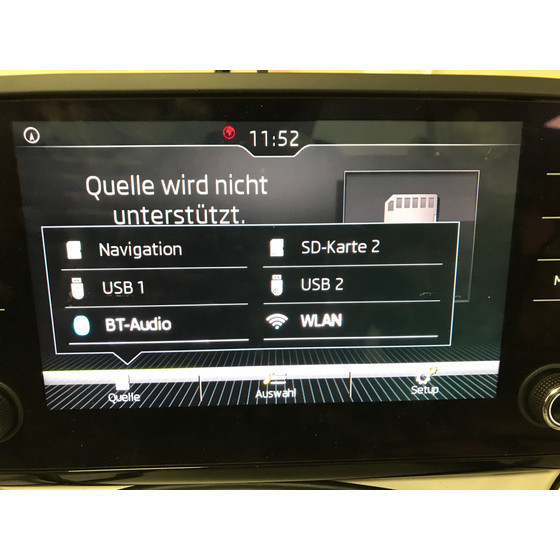 11:52
Quelle wird nicht
unterstützt.
Navigation
SD-Karte 2
USB 1
USB 2
BT-Audio
WLAN
Quelle
Auswahl
Setup